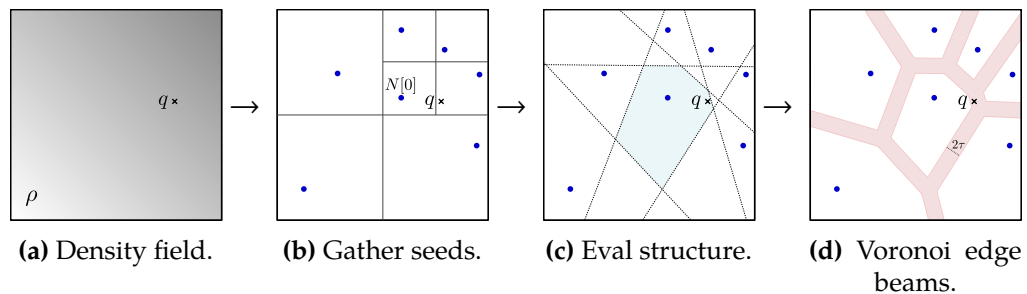 q
ρ
N[0]
q
q
q
2τ
(a) Density field.
(b) Gather seeds.
(c) Eval structure.
(d) Voronoi edge
beams.